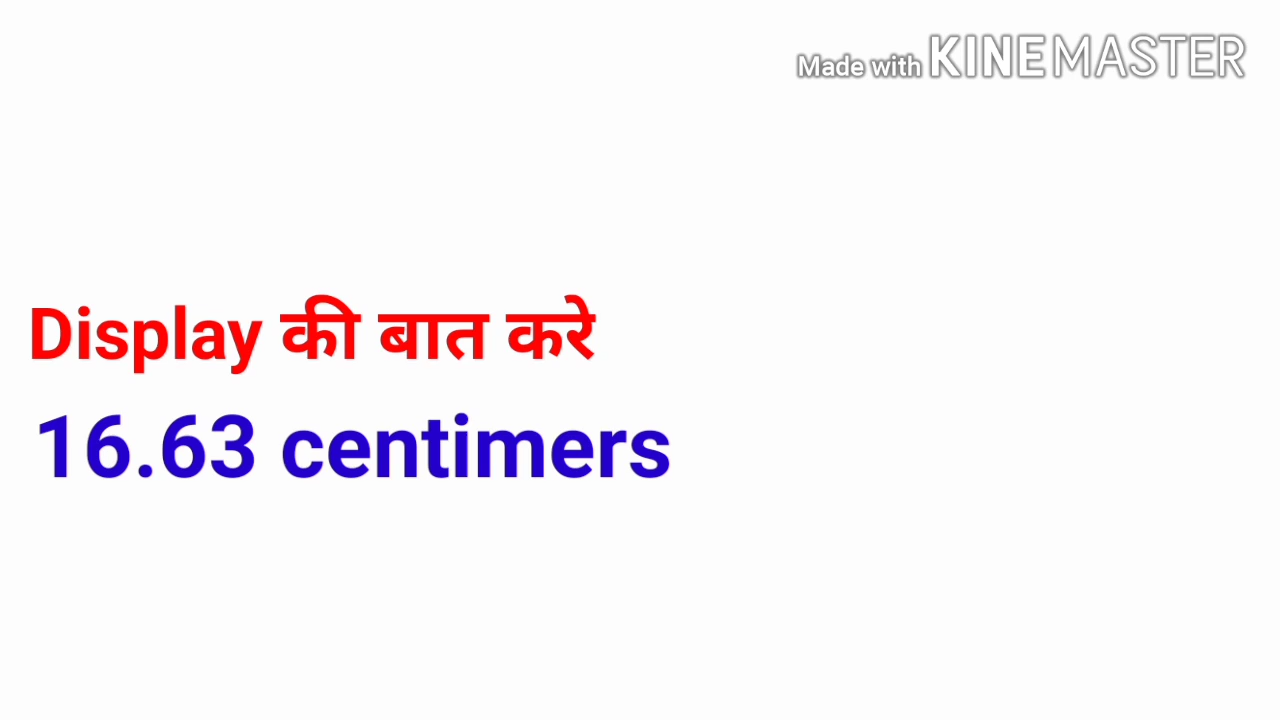 Made with KINEMASTER
Display की बात करे
16.63 centimers